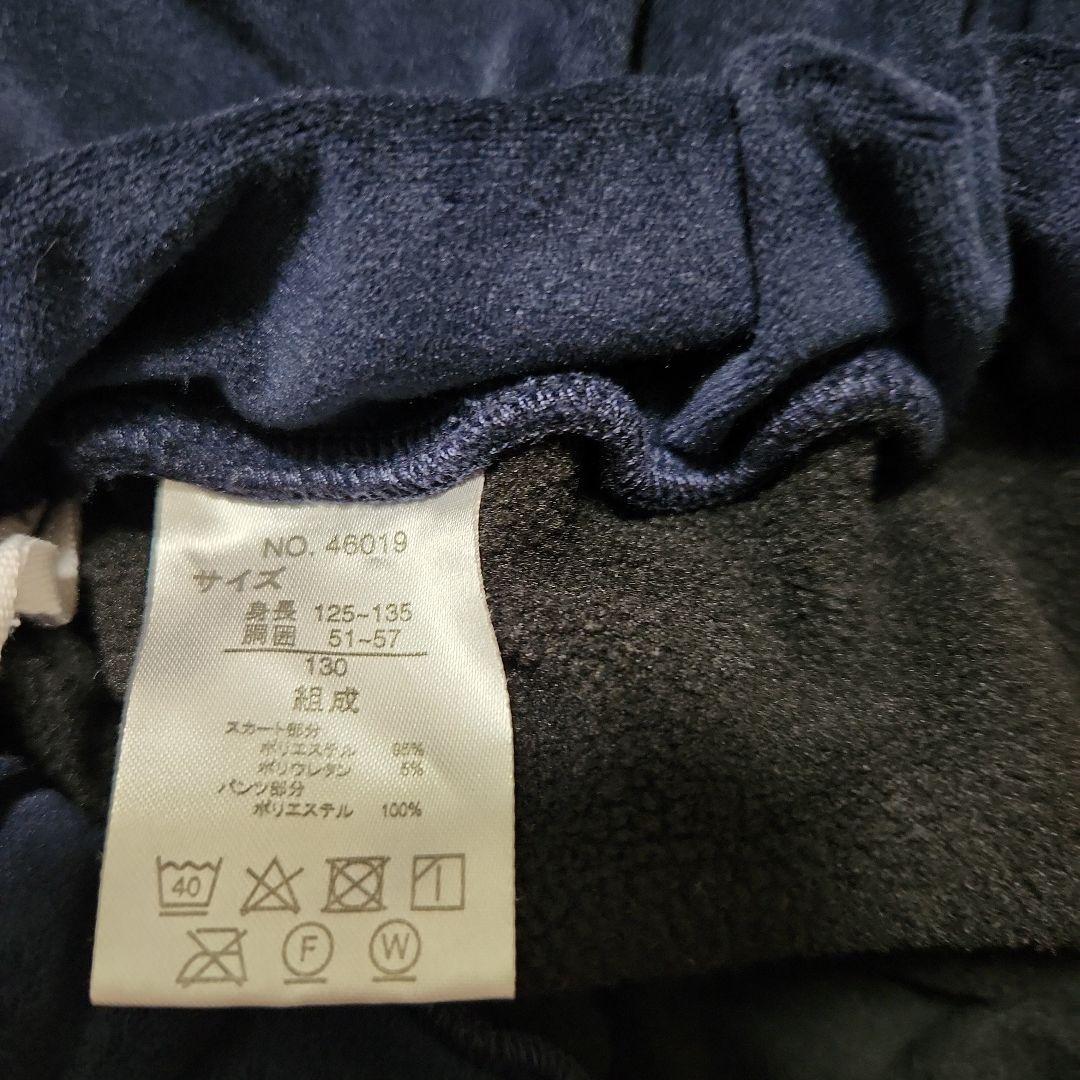 NO. 46019
サイズ
身長 125~135
胴囲 51~57
130
組成
スカート部分
ポリエステル 95%
ポリウレタン 5%
パンツ部分
ポリエステル 100%
40
F W